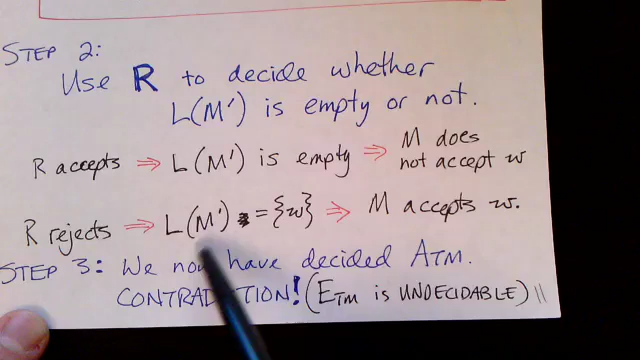 STEP 2:
Use R to decide whether
L(M') is empty or not.
R accepts ⇒ L(M') is empty ⇒ M does not accept w
R rejects ⇒ L(M') = {w} ⇒ M accepts w.
STEP 3: We now have decided ATM.
CONTRADICTION! (ETM is UNDECIDABLE) ||